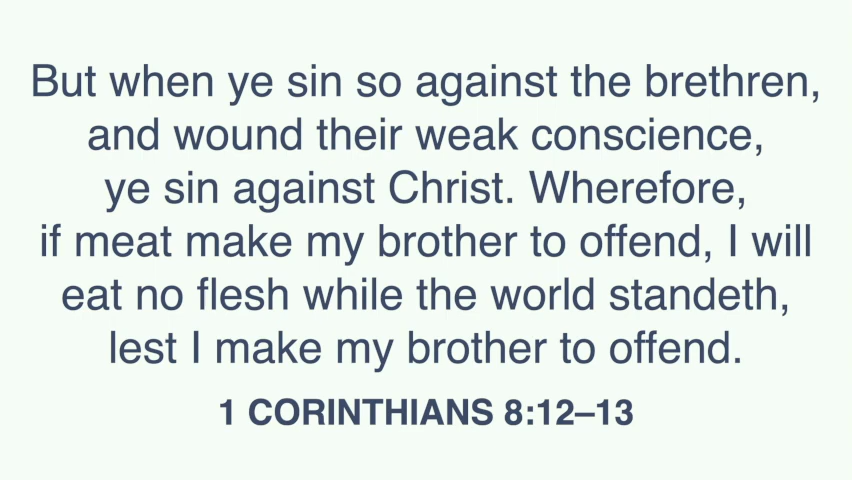 But when ye sin so against the brethren,
and wound their weak conscience,
ye sin against Christ. Wherefore,
if meat make my brother to offend, I will
eat no flesh while the world standeth,
lest I make my brother to offend.
1 CORINTHIANS 8:12–13